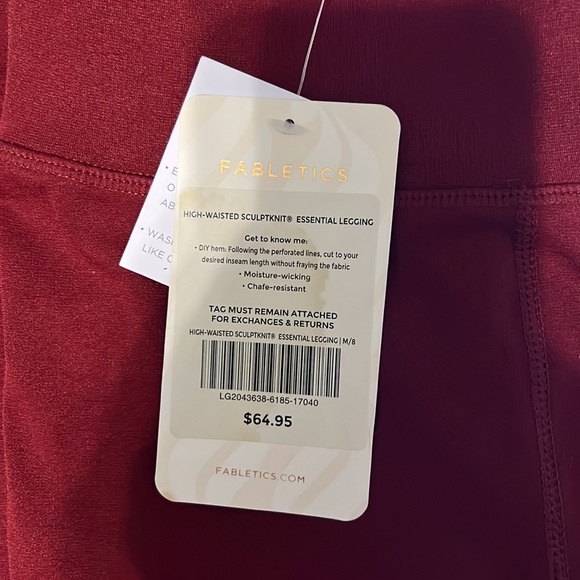 FABLETICS
HIGH-WAISTED SCULPTKNIT® ESSENTIAL LEGGING
Get to know me:
• DIY hem: Following the perforated lines, cut to your
desired inseam length without fraying the fabric
• Moisture-wicking
• Chafe-resistant
TAG MUST REMAIN ATTACHED
FOR EXCHANGES & RETURNS
HIGH-WAISTED SCULPTKNIT® ESSENTIAL LEGGING | M/8
LG2043638-6185-17040
$64.95
FABLETICS.COM
• WAS
LIKE